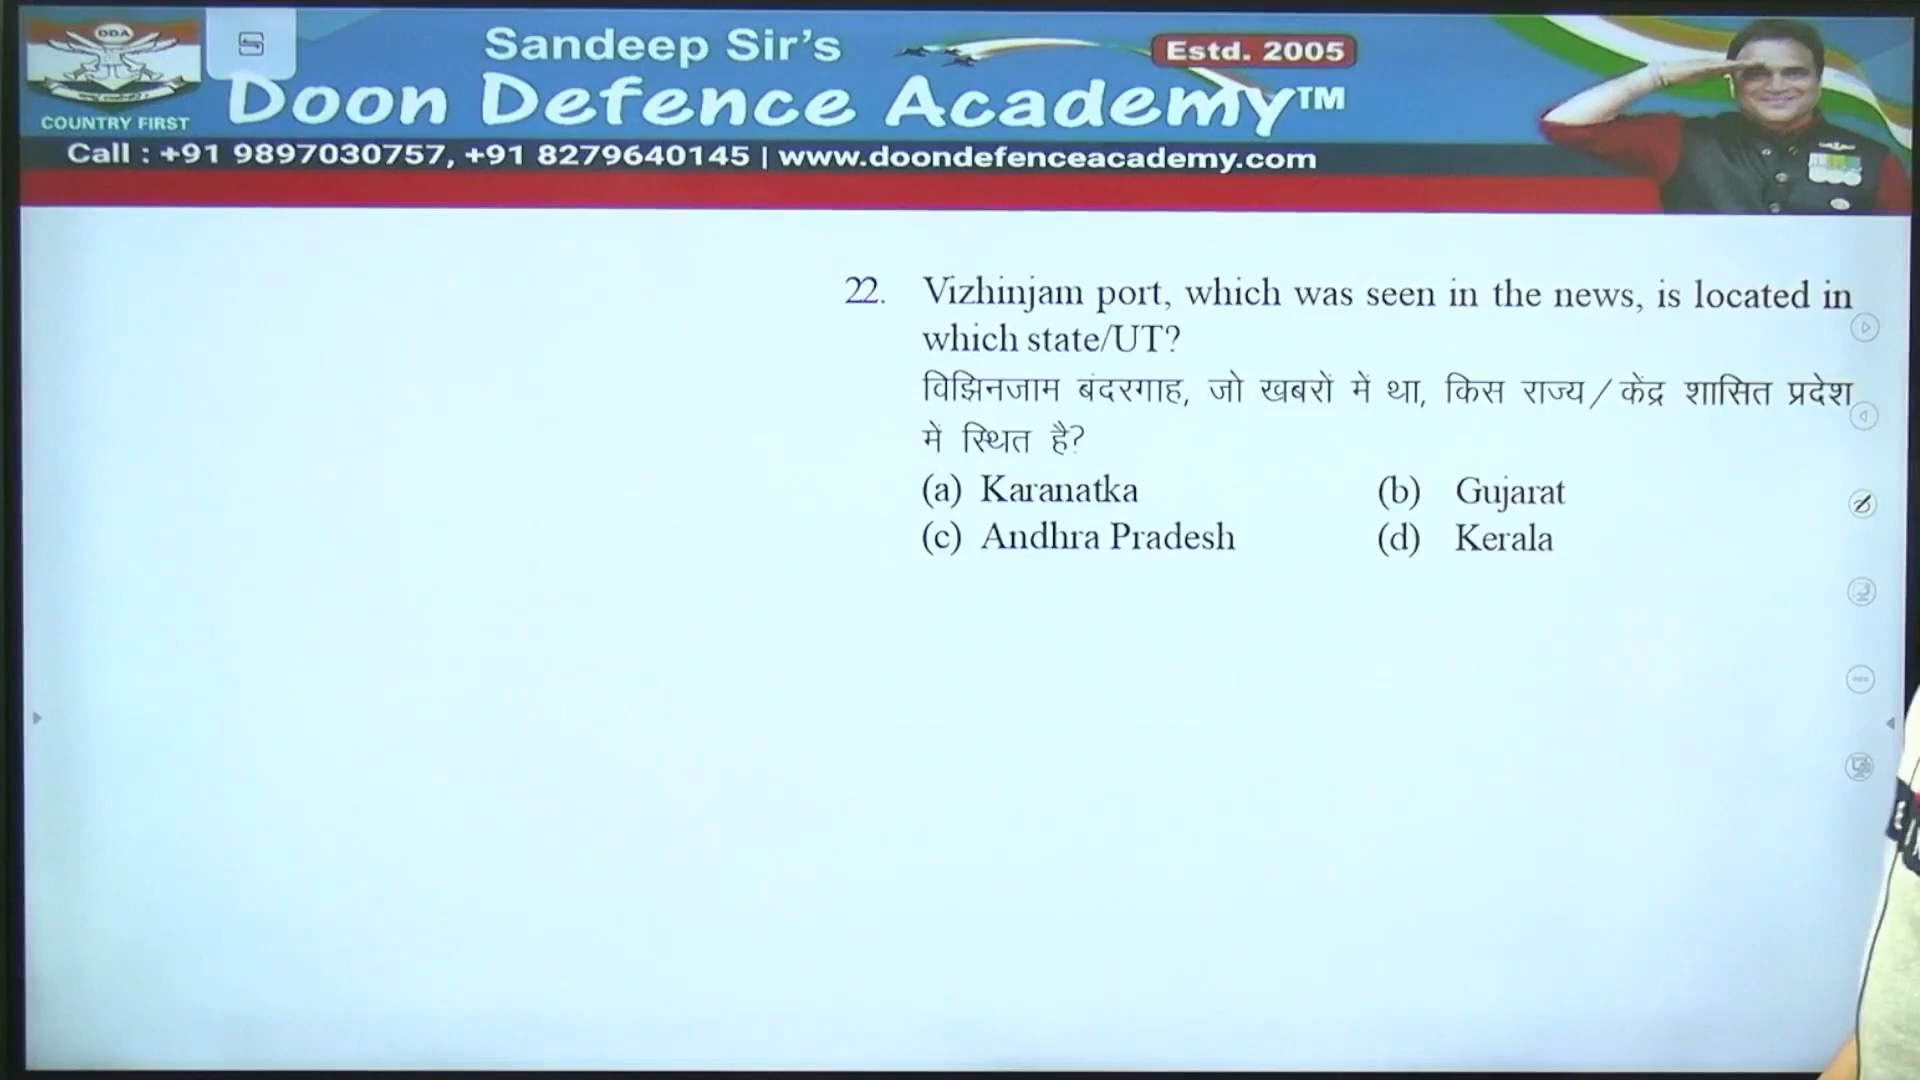 DDA
COUNTRY FIRST
Sandeep Sir's
Estd. 2005
Doon Defence Academy™
Call : +91 9897030757, +91 8279640145 | www.doondefenceacademy.com
22. Vizhinjam port, which was seen in the news, is located in
which state/UT?
विझिनजाम बंदरगाह, जो खबरों में था, किस राज्य/केंद्र शासित प्रदेश
में स्थित है?
(a) Karanatka (b) Gujarat
(c) Andhra Pradesh (d) Kerala